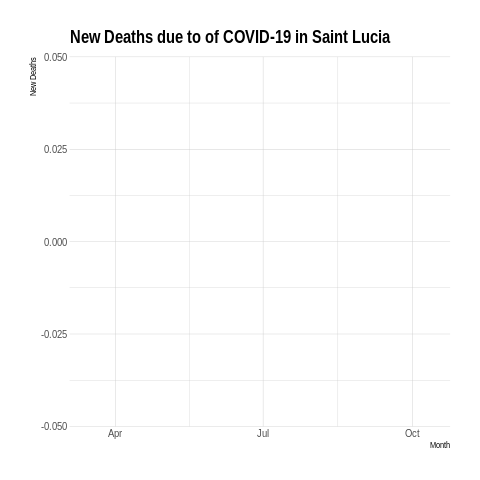 New Deaths due to of COVID-19 in Saint Lucia
New Deaths
0.050
0.025
0.000
-0.025
-0.050
Apr Jul Oct
Month